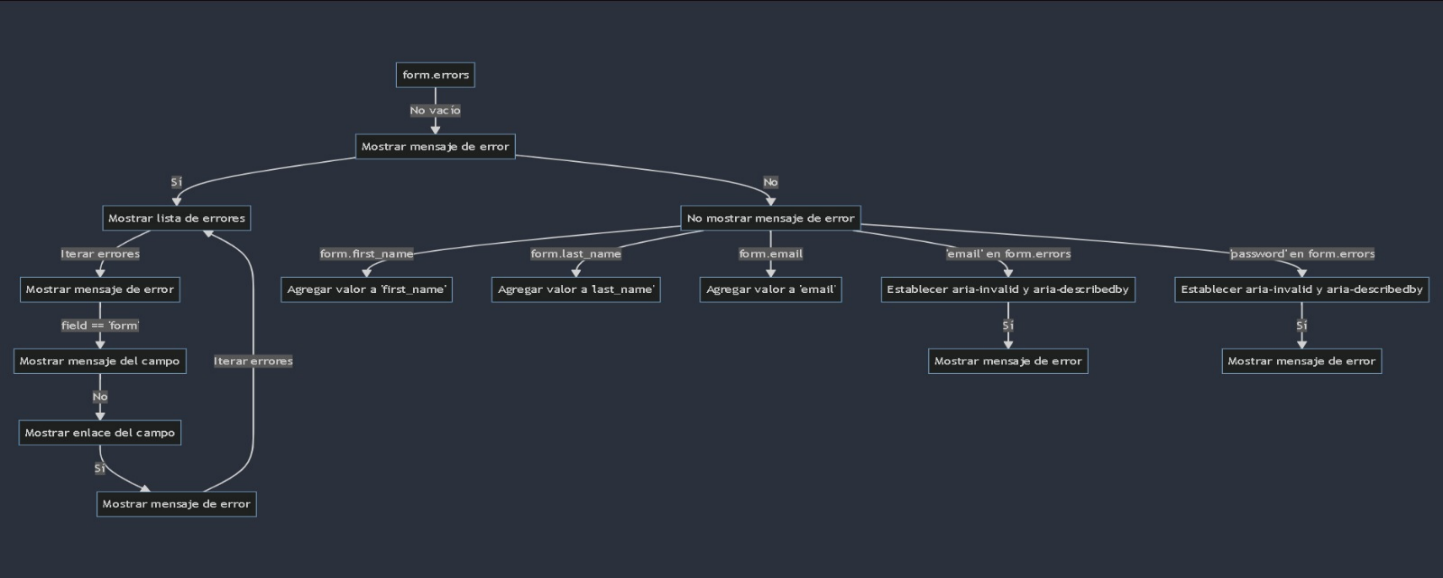 form.errors
No vacío
Mostrar mensaje de error
Sí
No
Mostrar lista de errores
No mostrar mensaje de error
Iterar errores
form.first_name
form.last_name
form.email
'email' en form.errors
'password' en form.errors
Mostrar mensaje de error
Agregar valor a 'first_name'
Agregar valor a 'last_name'
Agregar valor a 'email'
Establecer aria-invalid y aria-describedby
Establecer aria-invalid y aria-describedby
field == 'form'
Sí
Sí
Mostrar mensaje del campo
Iterar errores
Mostrar mensaje de error
Mostrar mensaje de error
No
Mostrar enlace del campo
Sí
Mostrar mensaje de error